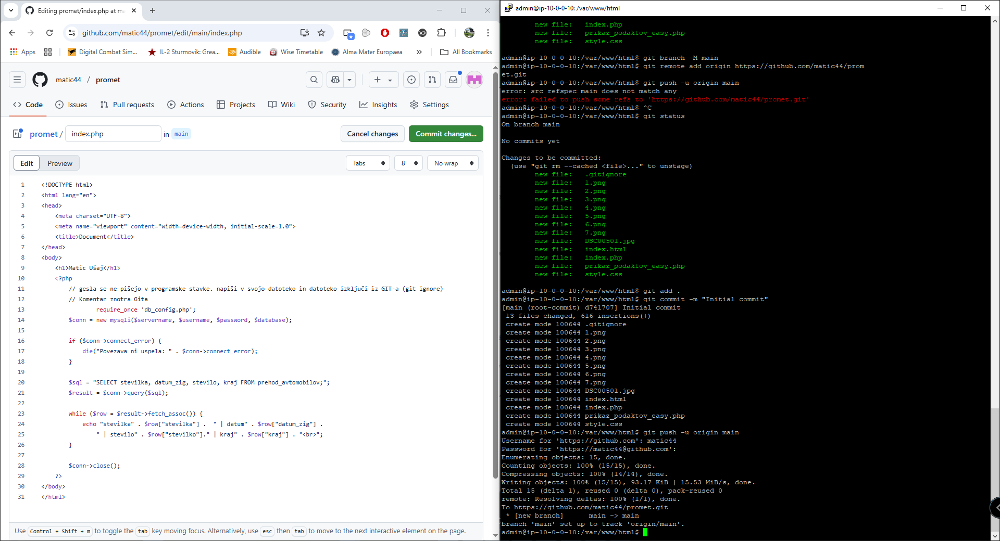 Editing promet/index.php at ma
github.com/matic44/promet/edit/main/index.php
Apps
Digital Combat Sim...
IL-2 Sturmovik: Grea...
Audible
Wise Timetable
Alma Mater Europaea
»
All Bookmarks
matic44 / promet
Code
Issues
Pull requests
Actions
Projects
Wiki
Security
Insights
Settings
promet / index.php in main
Cancel changes
Commit changes...
Edit
Preview
Tabs
8
No wrap
1 <!DOCTYPE html>
2 <html lang="en">
3 <head>
4 <meta charset="UTF-8">
5 <meta name="viewport" content="width=device-width, initial-scale=1.0">
6 <title>Document</title>
7 </head>
8 <body>
9 <h1>Matic Ušaj</h1>
10 <?php
11 // gesla se ne pišejo v programske stavke. napiši v svojo datoteko in datoteko izključi iz GIT-a (git ignore)
12 // Komentar znotra Gita
13 require_once 'db_config.php';
14 $conn = new mysqli($servername, $username, $password, $database);
15
16 if ($conn->connect_error) {
17 die("Povezava ni uspela: " . $conn->connect_error);
18 }
19
20 $sql = "SELECT stevilka, datum_zig, stevilo, kraj FROM prehod_avtomobilov;";
21 $result = $conn->query($sql);
22
23 while ($row = $result->fetch_assoc()) {
24 echo "stevilka" . $row["stevilka"] . " | datum" . $row["datum_zig"] .
25 " | stevilo" . $row["stevilko"]." | kraj" . $row["kraj"] . "<br>";
26 }
27
28 $conn->close();
29 ?>
30 </body>
31 </html>
Use Control + Shift + m to toggle the tab key moving focus. Alternatively, use esc then tab to move to the next interactive element on the page.
admin@ip-10-0-0-10: /var/www/html
new file: index.php
new file: prikaz_podaktov_easy.php
new file: style.css
admin@ip-10-0-0-10:/var/www/html$ git branch -M main
admin@ip-10-0-0-10:/var/www/html$ git remote add origin https://github.com/matic44/prom
et.git
admin@ip-10-0-0-10:/var/www/html$ git push -u origin main
error: src refspec main does not match any
error: failed to push some refs to 'https://github.com/matic44/promet.git'
admin@ip-10-0-0-10:/var/www/html$ ^C
admin@ip-10-0-0-10:/var/www/html$ git status
On branch main
No commits yet
Changes to be committed:
(use "git rm --cached <file>..." to unstage)
new file: .gitignore
new file: 1.png
new file: 2.png
new file: 3.png
new file: 4.png
new file: 5.png
new file: 6.png
new file: 7.png
new file: DSC00501.jpg
new file: index.html
new file: index.php
new file: prikaz_podaktov_easy.php
new file: style.css
admin@ip-10-0-0-10:/var/www/html$ git add .
admin@ip-10-0-0-10:/var/www/html$ git commit -m "Initial commit"
[main (root-commit) d741707] Initial commit
13 files changed, 616 insertions(+)
create mode 100644 .gitignore
create mode 100644 1.png
create mode 100644 2.png
create mode 100644 3.png
create mode 100644 4.png
create mode 100644 5.png
create mode 100644 6.png
create mode 100644 7.png
create mode 100644 DSC00501.jpg
create mode 100644 index.html
create mode 100644 index.php
create mode 100644 prikaz_podaktov_easy.php
create mode 100644 style.css
admin@ip-10-0-0-10:/var/www/html$ git push -u origin main
Username for 'https://github.com': matic44
Password for 'https://matic44@github.com':
Enumerating objects: 15, done.
Counting objects: 100% (15/15), done.
Compressing objects: 100% (14/14), done.
Writing objects: 100% (15/15), 93.17 KiB | 15.53 MiB/s, done.
Total 15 (delta 1), reused 0 (delta 0), pack-reused 0
remote: Resolving deltas: 100% (1/1), done.
To https://github.com/matic44/promet.git
* [new branch] main -> main
branch 'main' set up to track 'origin/main'.
admin@ip-10-0-0-10:/var/www/html$